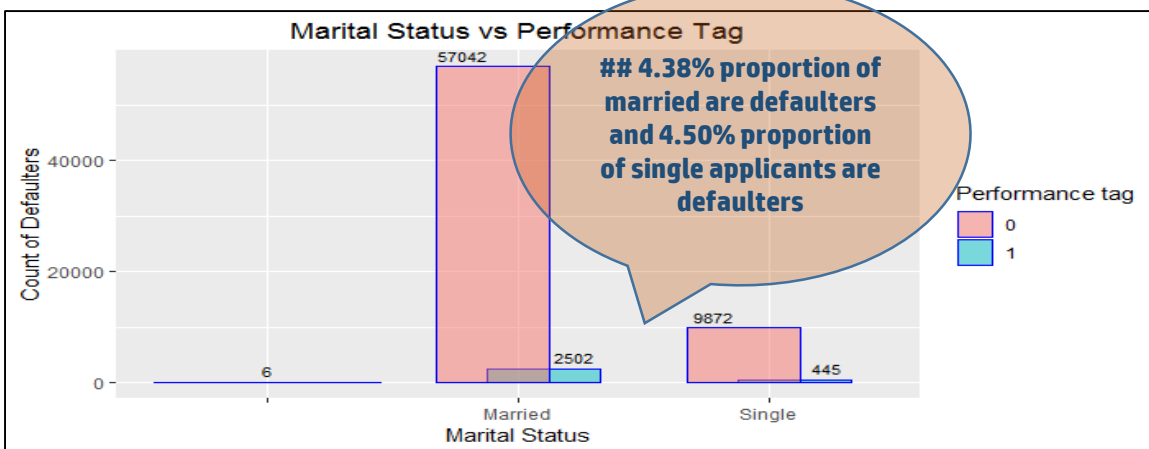 Marital Status vs Performance Tag
57042
## 4.38% proportion of
married are defaulters
and 4.50% proportion
of single applicants are
defaulters
Count of Defaulters
40000
20000
0
6
2502
9872
445
Married
Single
Marital Status
Performance tag
0
1